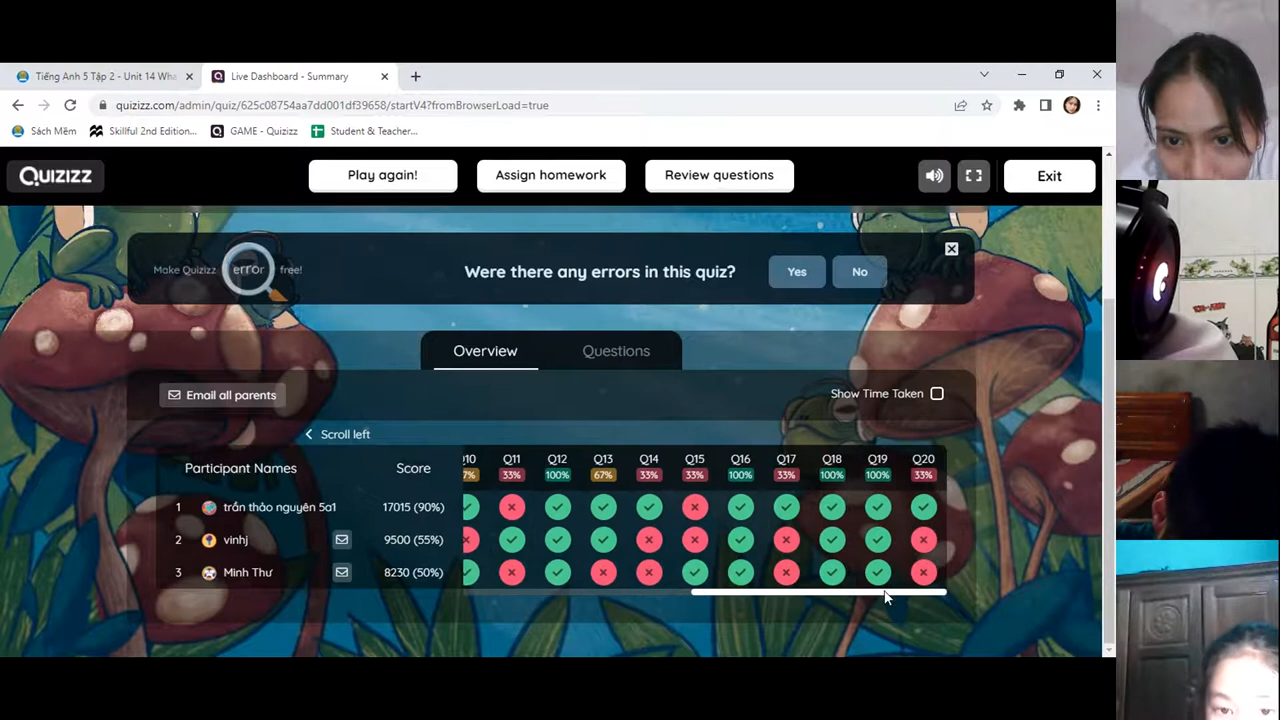 Tiếng Anh 5 Tập 2 - Unit 14 Wha
Live Dashboard - Summary
quizizz.com/admin/quiz/625c08754aa7dd001df39658/startV4?fromBrowserLoad=true
Sách Mềm Skillful 2nd Edition... GAME - Quizizz Student & Teacher...
Quizizz Play again! Assign homework Review questions Exit
Make Quizizz error free! Were there any errors in this quiz? Yes No
Overview Questions
Email all parents Show Time Taken
Scroll left
Participant Names Score Q10 Q11 Q12 Q13 Q14 Q15 Q16 Q17 Q18 Q19 Q20
7% 33% 100% 67% 33% 33% 100% 33% 100% 100% 33%
1 trần thảo nguyên 5a1 17015 (90%)
2 vinhj 9500 (55%)
3 Minh Thư 8230 (50%)